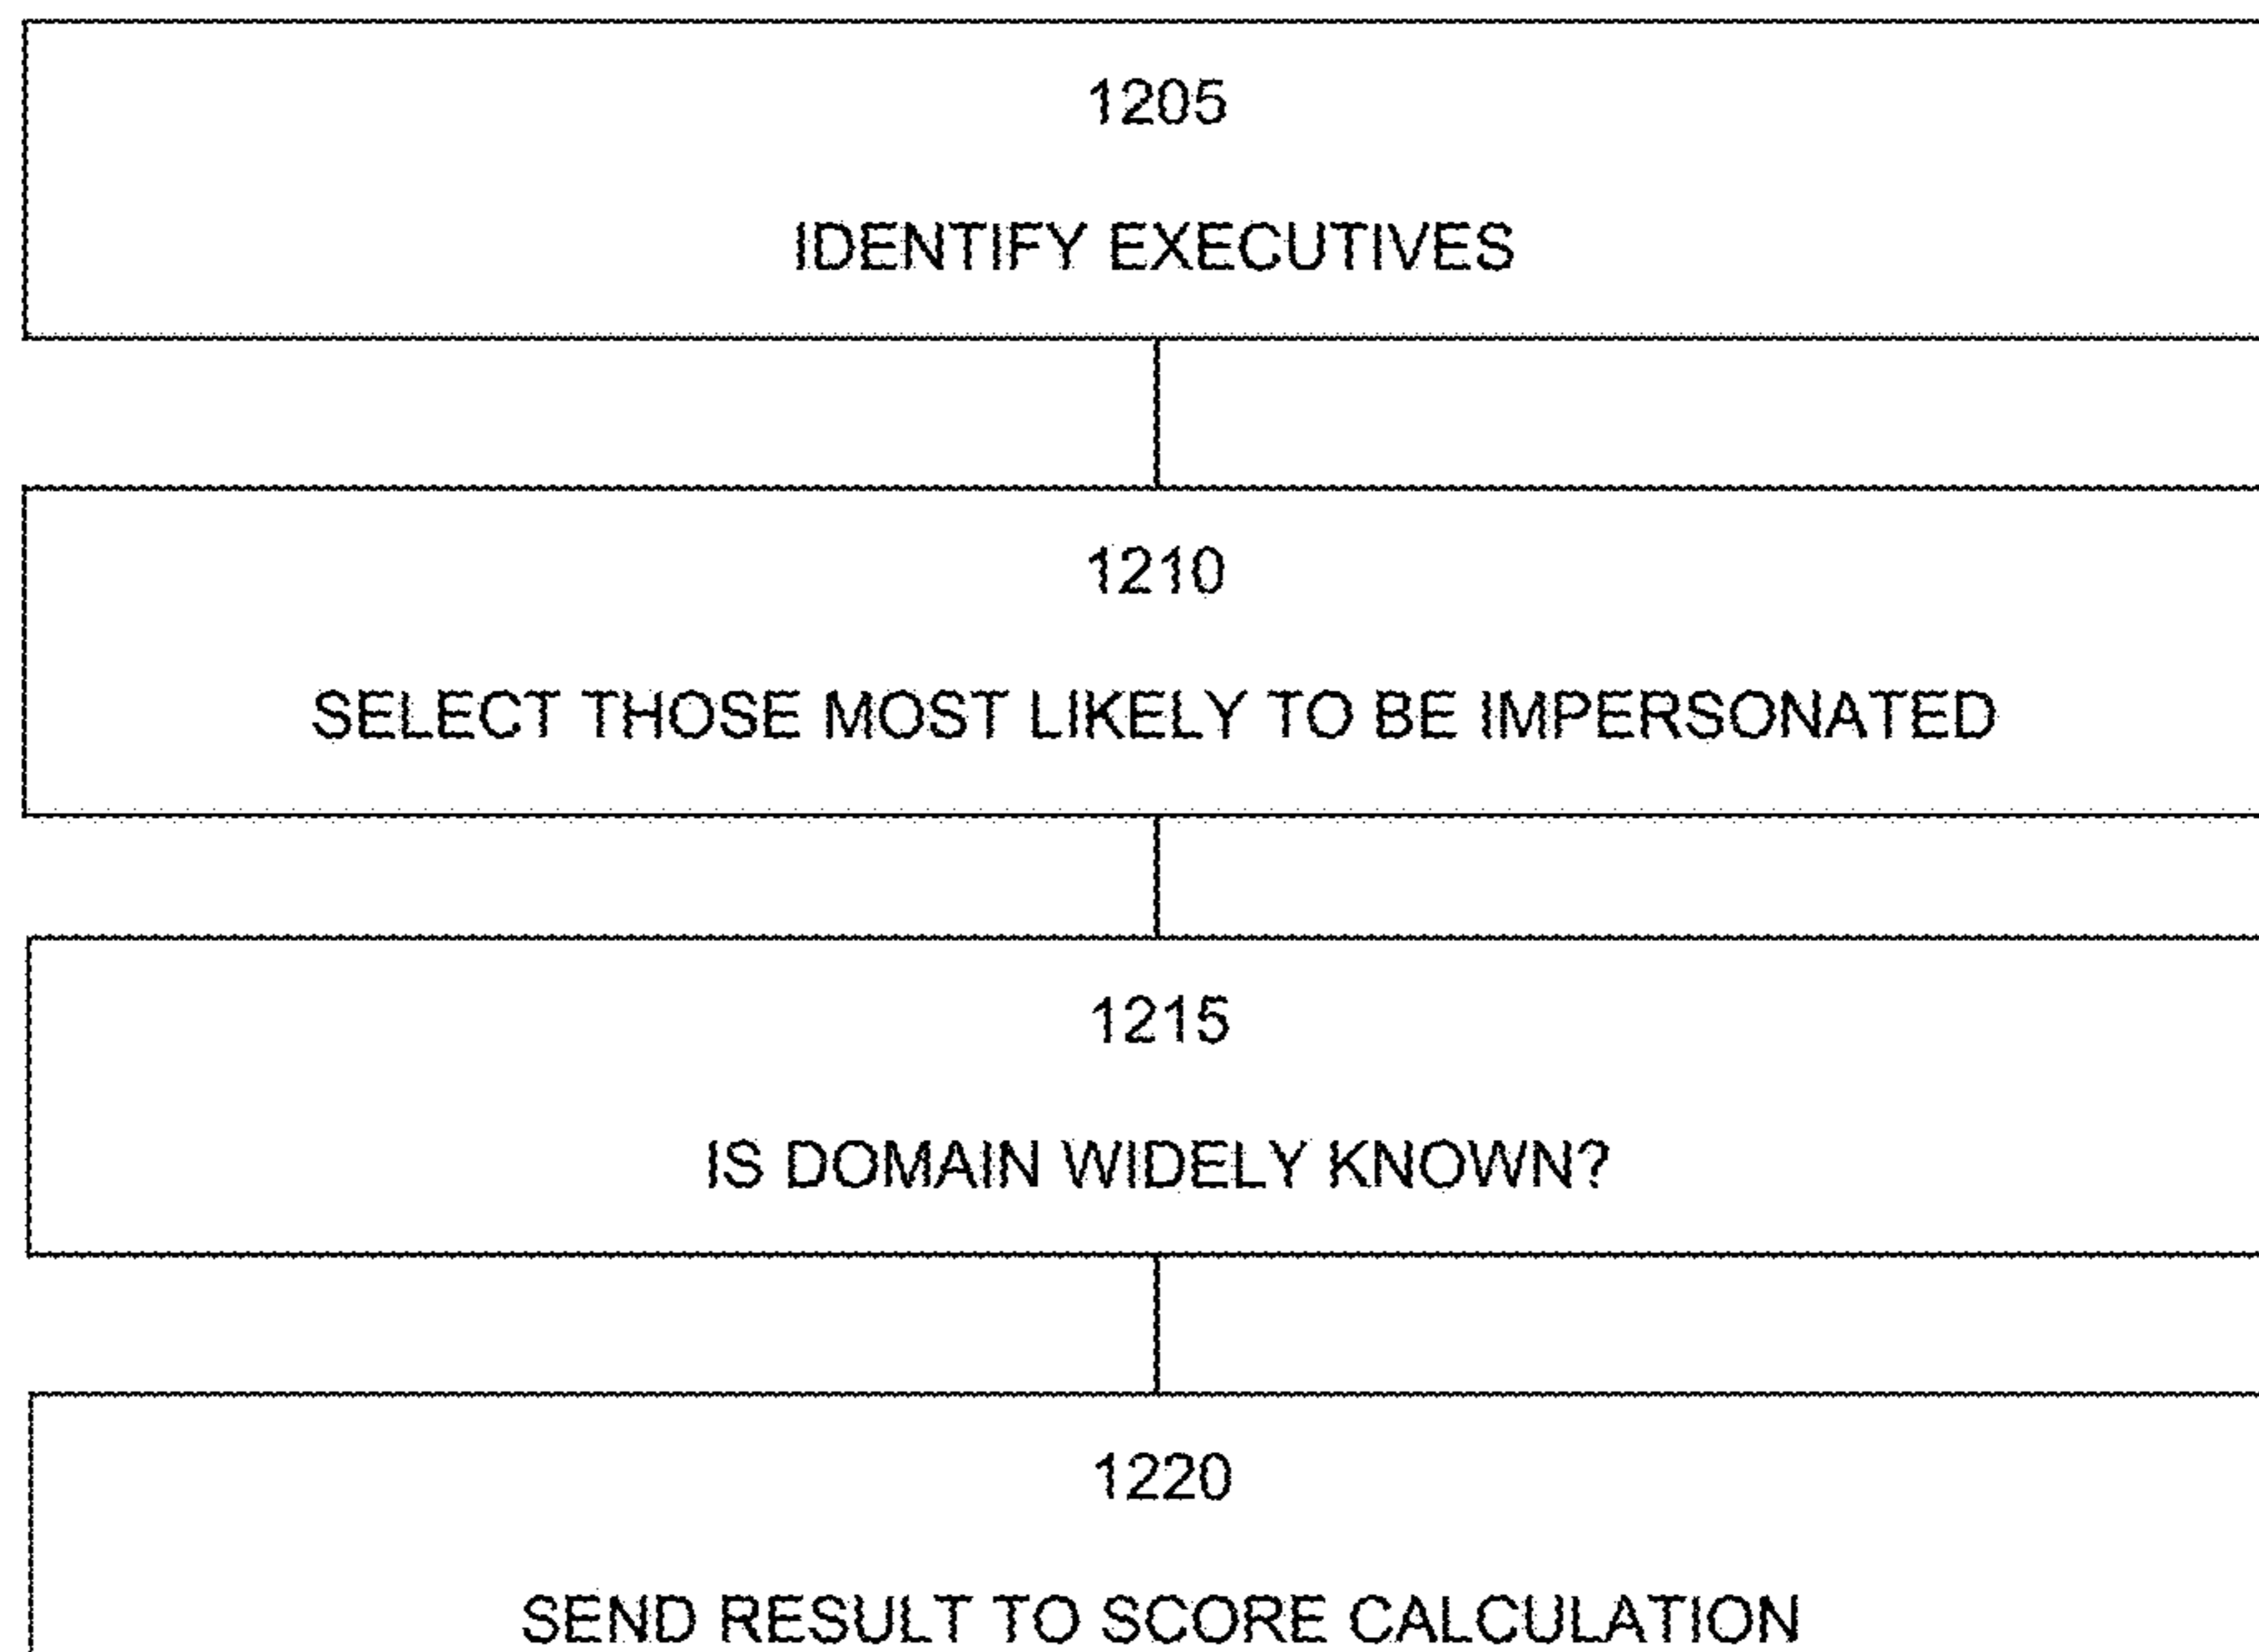 1205
IDENTIFY EXECUTIVES
1210
SELECT THOSE MOST LIKELY TO BE IMPERSONATED
1215
IS DOMAIN WIDELY KNOWN?
1220
SEND RESULT TO SCORE CALCULATION